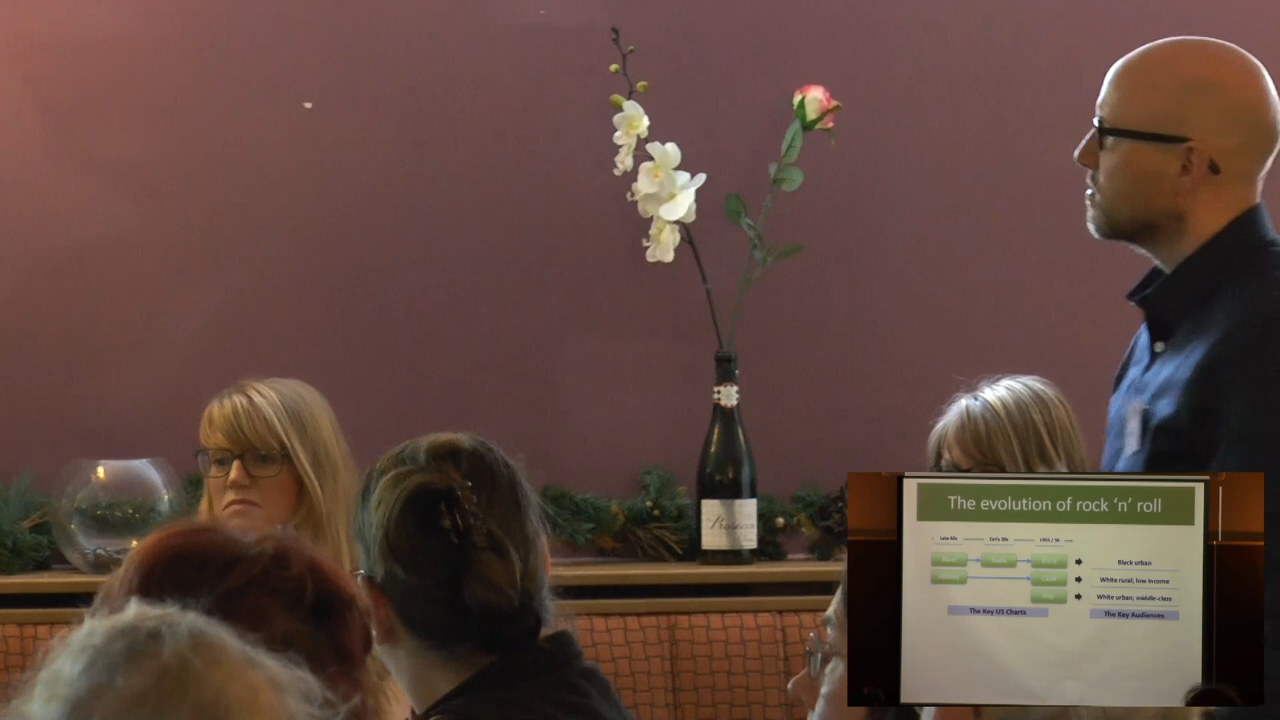 Prosecco
The evolution of rock ‘n’ roll
Late 40s
Early 50s
1955 / 56
Black urban
White rural; low income
White urban; middle-class
The Key US Charts
The Key Audiences